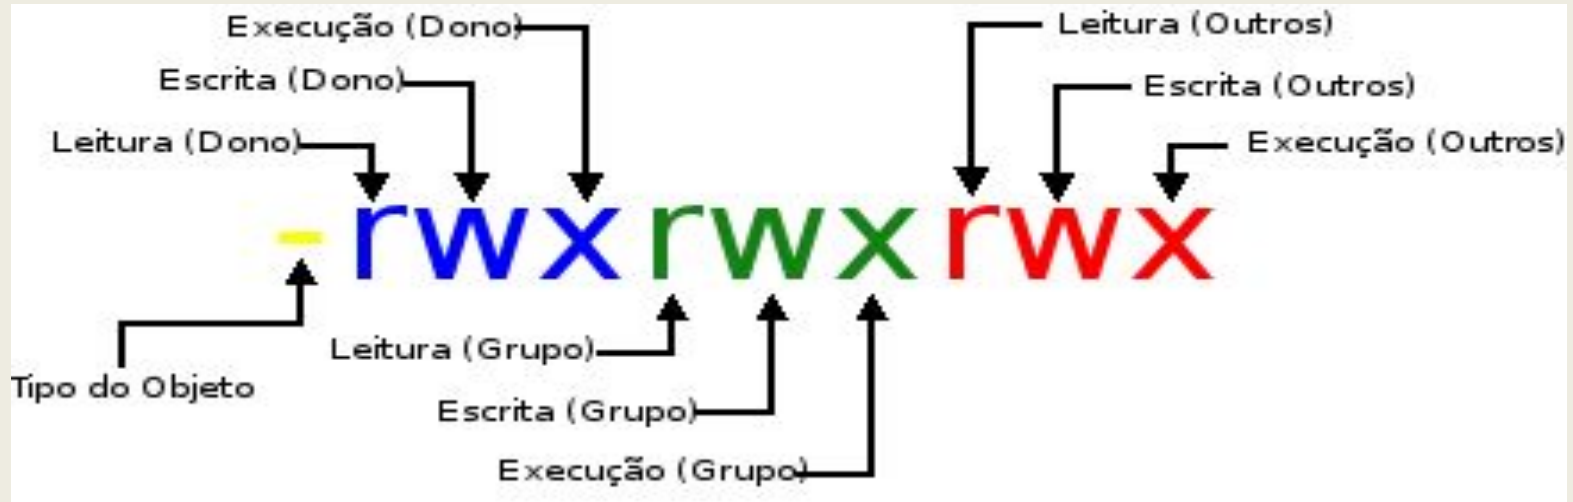 Execução (Dono)
Leitura (Outros)
Escrita (Dono)
Escrita (Outros)
Leitura (Dono)
Execução (Outros)
-rwxrwxrwx
Leitura (Grupo)
Tipo do Objeto
Escrita (Grupo)
Execução (Grupo)